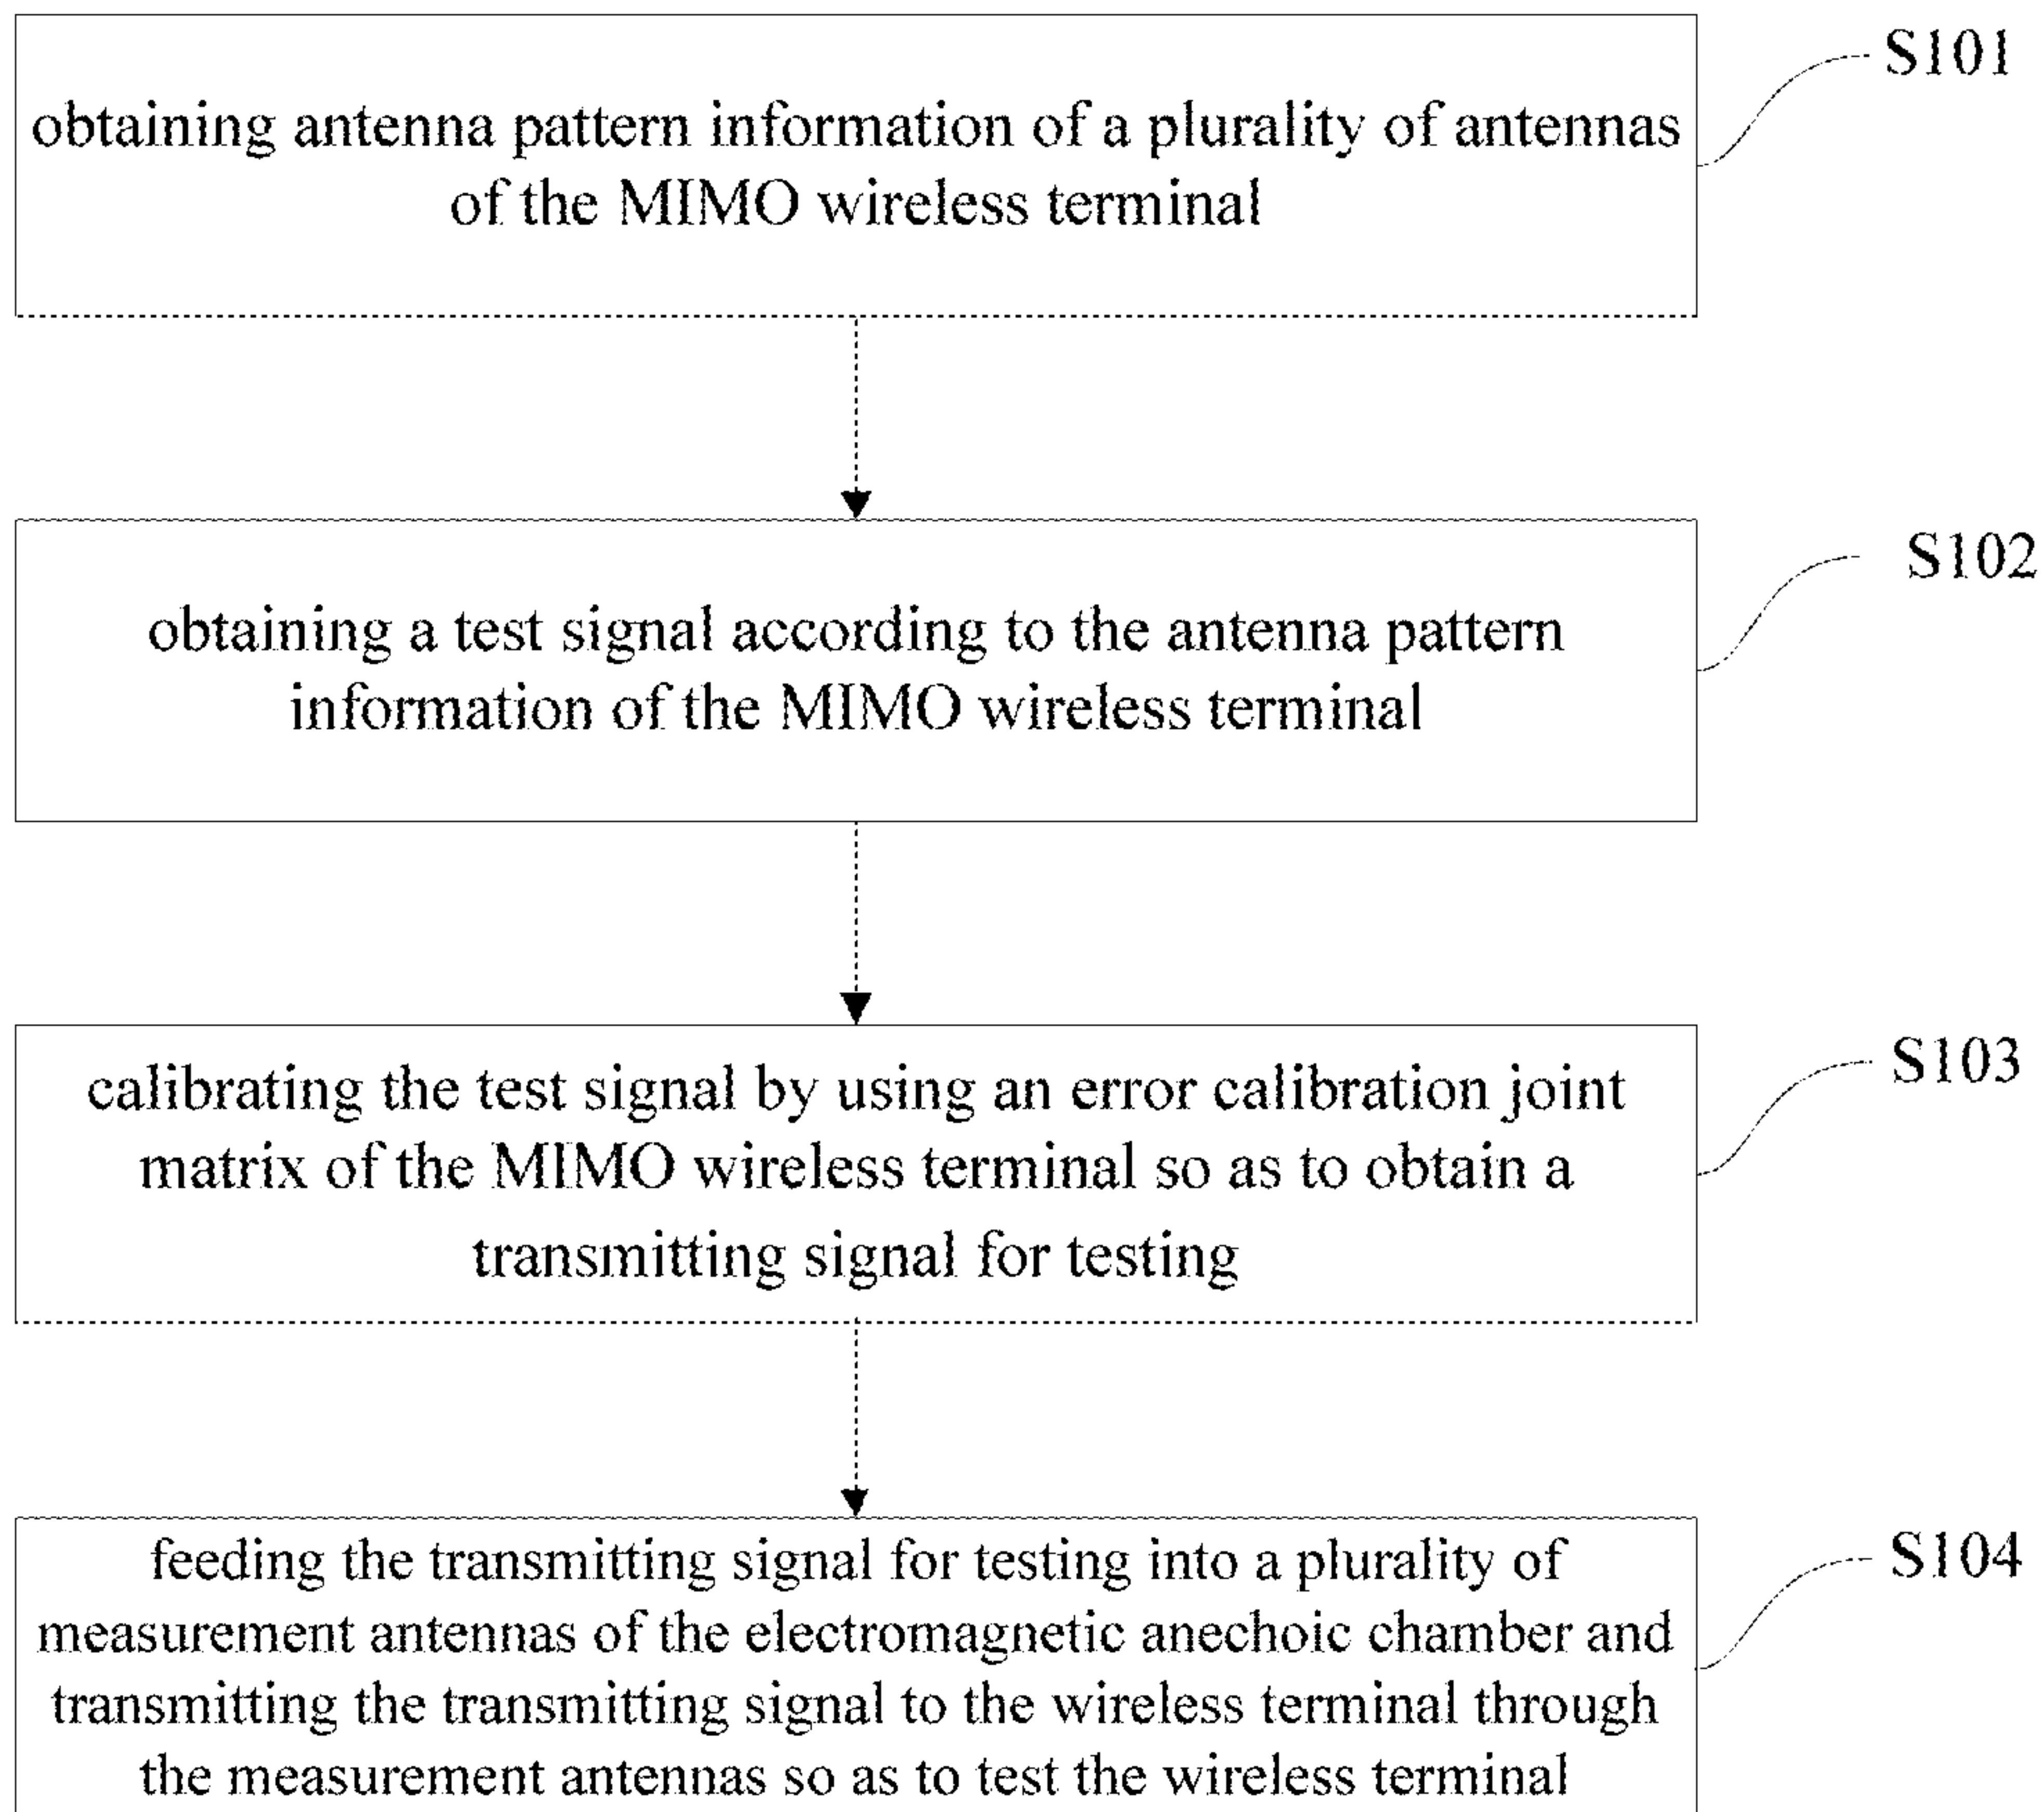 S101
obtaining antenna pattern information of a plurality of antennas
of the MIMO wireless terminal
S102
obtaining a test signal according to the antenna pattern
information of the MIMO wireless terminal
S103
calibrating the test signal by using an error calibration joint
matrix of the MIMO wireless terminal so as to obtain a
transmitting signal for testing
S104
feeding the transmitting signal for testing into a plurality of
measurement antennas of the electromagnetic anechoic chamber and
transmitting the transmitting signal to the wireless terminal through
the measurement antennas so as to test the wireless terminal